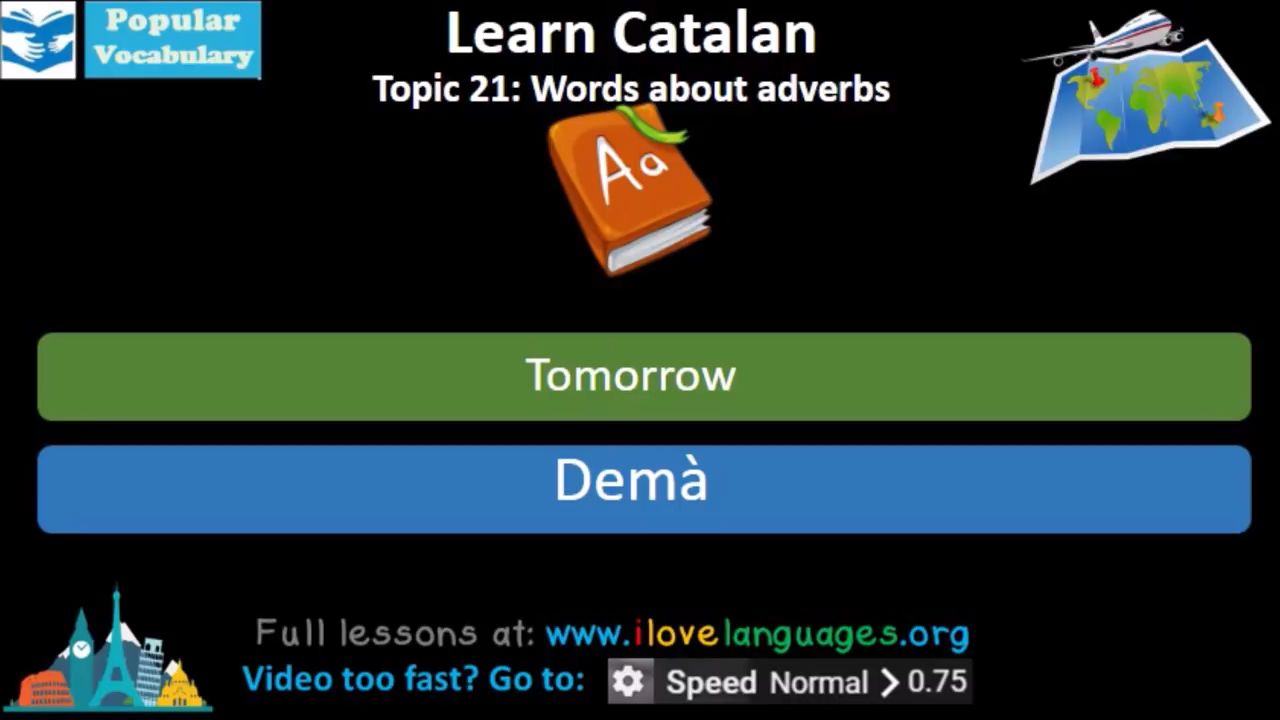 Popular
Vocabulary
Learn Catalan
Topic 21: Words about adverbs
Aa
Tomorrow
Demà
Full lessons at: www.ilovelanguages.org
Video too fast? Go to: Speed Normal > 0.75